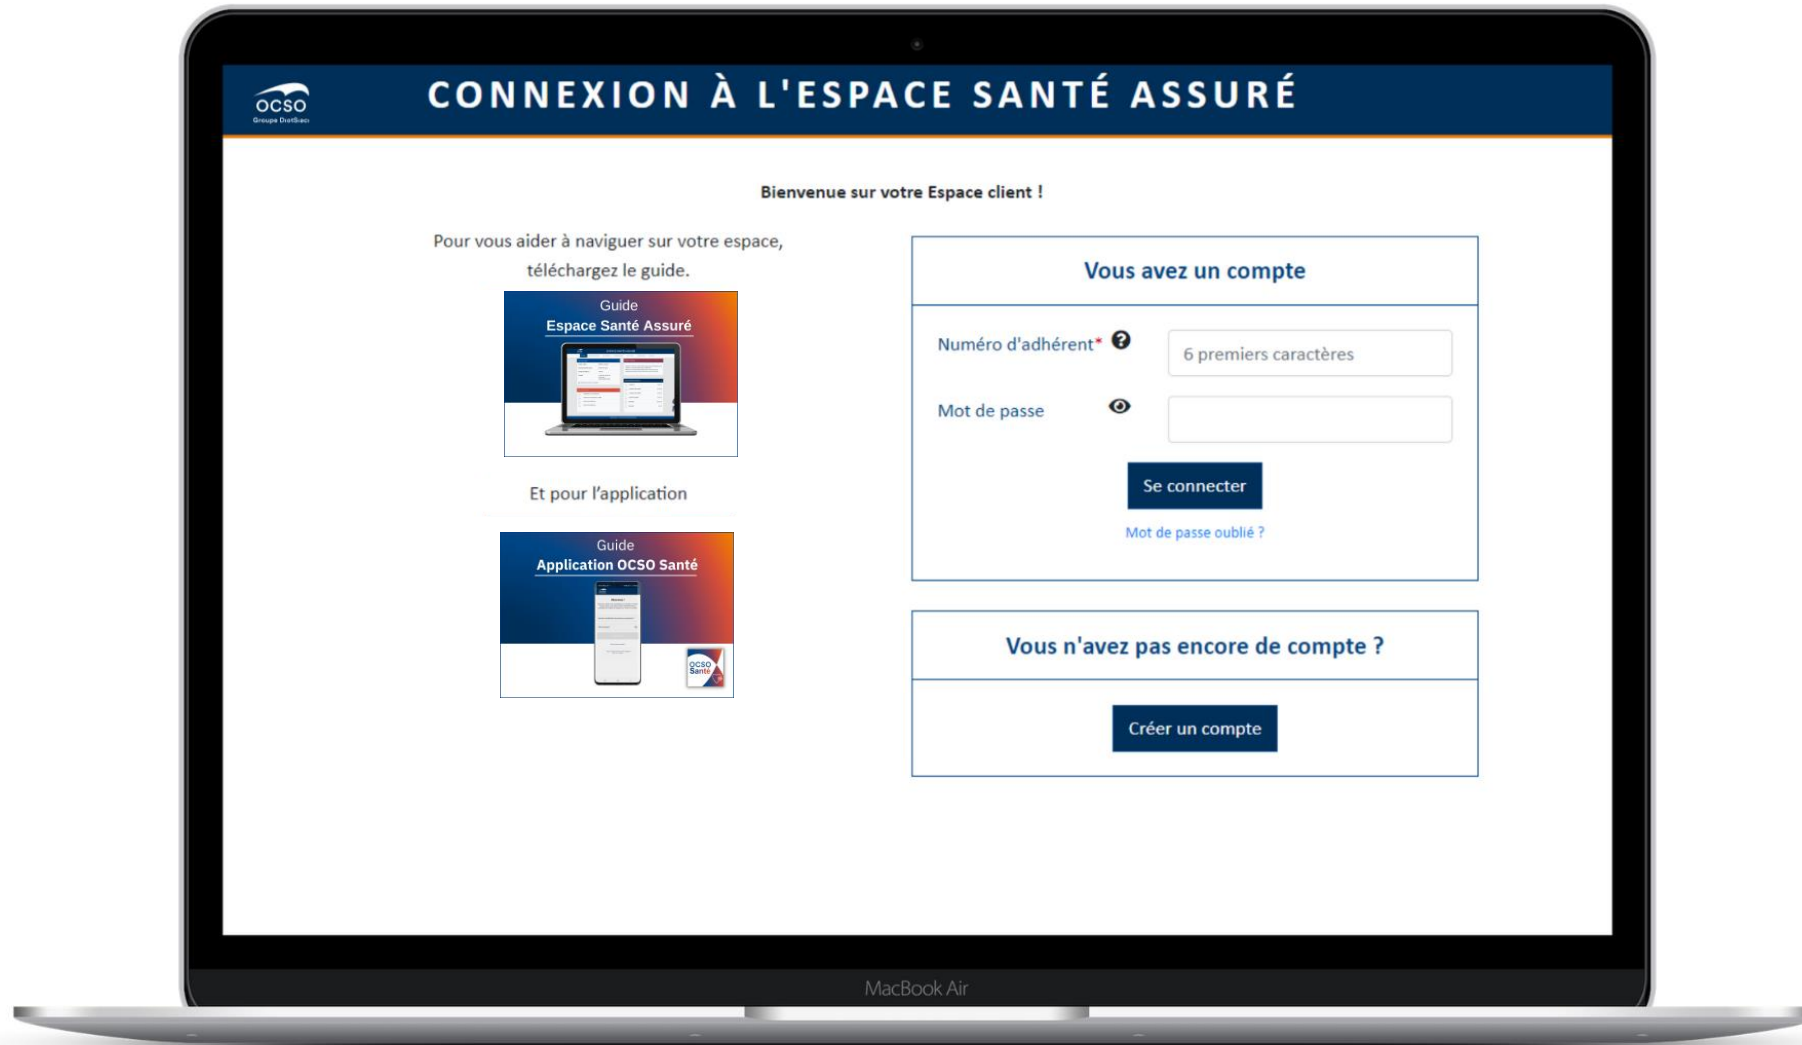 OCSO
Groupe DiotSiaci
CONNEXION À L'ESPACE SANTÉ ASSURÉ
Bienvenue sur votre Espace client !
Pour vous aider à naviguer sur votre espace,
téléchargez le guide.
Guide
Espace Santé Assuré
Et pour l’application
Guide
Application OCSO Santé
OCSO
Santé
Vous avez un compte
Numéro d'adhérent*
6 premiers caractères
Mot de passe
Se connecter
Mot de passe oublié ?
Vous n'avez pas encore de compte ?
Créer un compte
MacBook Air